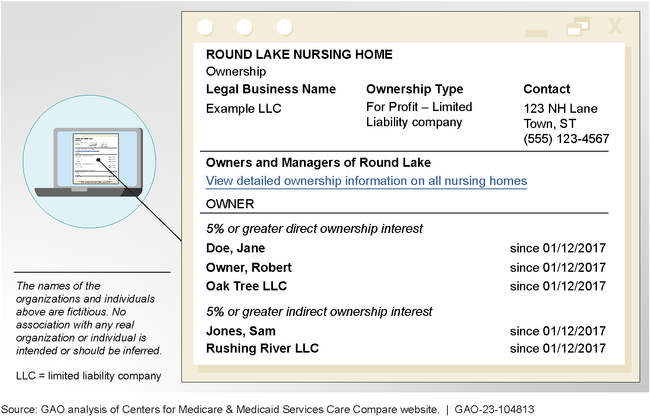 ROUND LAKE NURSING HOME
Ownership
Legal Business Name Ownership Type Contact
Example LLC For Profit – Limited 123 NH Lane
Liability company Town, ST
(555) 123-4567
Owners and Managers of Round Lake
View detailed ownership information on all nursing homes
OWNER
5% or greater direct ownership interest
Doe, Jane since 01/12/2017
Owner, Robert since 01/12/2017
Oak Tree LLC since 01/12/2017
5% or greater indirect ownership interest
Jones, Sam since 01/12/2017
Rushing River LLC since 01/12/2017
The names of the
organizations and individuals
above are fictitious. No
association with any real
organization or individual is
intended or should be inferred.
LLC = limited liability company
Source: GAO analysis of Centers for Medicare & Medicaid Services Care Compare website. | GAO-23-104813